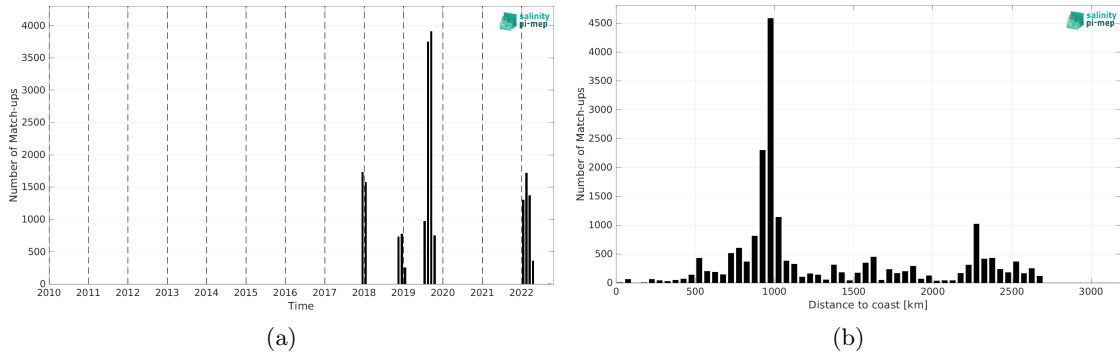 salinity
pi-mep
Number of Match-ups
4000
3500
3000
2500
2000
1500
1000
500
0
2010 2011 2012 2013 2014 2015 2016 2017 2018 2019 2020 2021 2022
Time
(a)
salinity
pi-mep
Number of Match-ups
4500
4000
3500
3000
2500
2000
1500
1000
500
0
0 500 1000 1500 2000 2500 3000
Distance to coast [km]
(b)